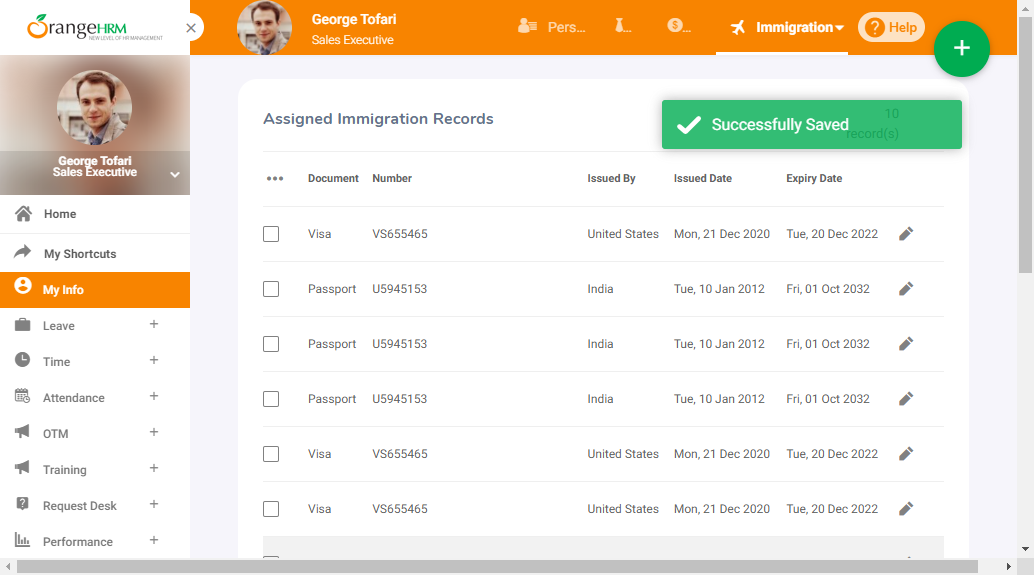 OrangeHRM
NEW LEVEL OF HR MANAGEMENT
George Tofari
Sales Executive
Pers...
...
...
Immigration
? Help
+
George Tofari
Sales Executive
Home
My Shortcuts
My Info
Leave +
Time +
Attendance +
OTM +
Training +
Request Desk +
Performance +
Assigned Immigration Records
10
record(s)
Successfully Saved
Document Number Issued By Issued Date Expiry Date
Visa VS655465 United States Mon, 21 Dec 2020 Tue, 20 Dec 2022
Passport U5945153 India Tue, 10 Jan 2012 Fri, 01 Oct 2032
Passport U5945153 India Tue, 10 Jan 2012 Fri, 01 Oct 2032
Passport U5945153 India Tue, 10 Jan 2012 Fri, 01 Oct 2032
Visa VS655465 United States Mon, 21 Dec 2020 Tue, 20 Dec 2022
Visa VS655465 United States Mon, 21 Dec 2020 Tue, 20 Dec 2022